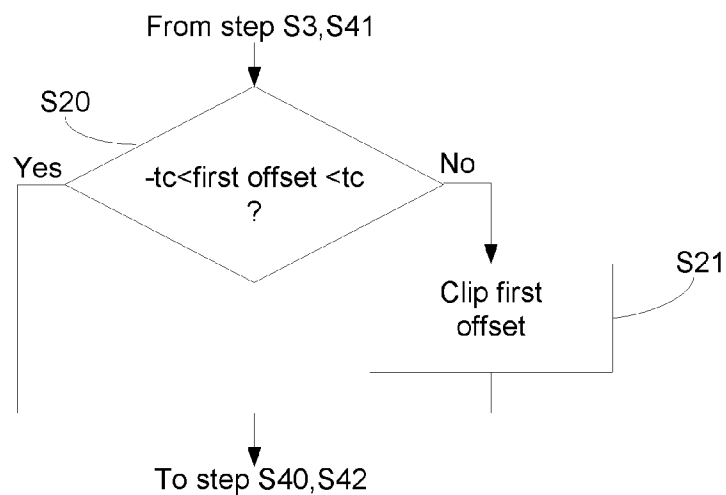 From step S3,S41
S20
Yes
-tc<first offset <tc
?
No
S21
Clip first
offset
To step S40,S42